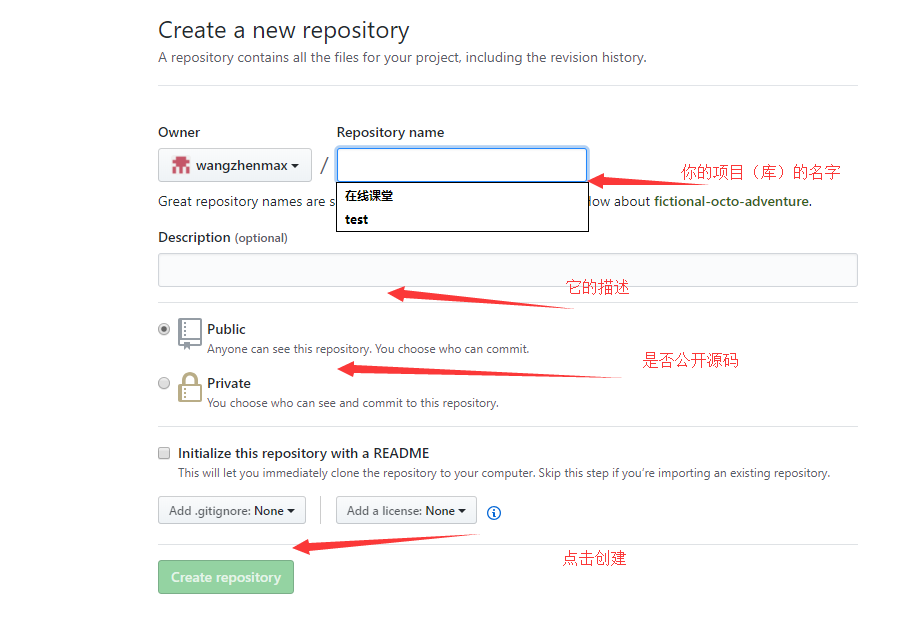 Create a new repository
A repository contains all the files for your project, including the revision history.
Owner
Repository name
wangzhenmax
/
你的项目（库）的名字
在线课堂
test
Great repository names are s
How about fictional-octo-adventure.
Description (optional)
它的描述
Public
Anyone can see this repository. You choose who can commit.
是否公开源码
Private
You choose who can see and commit to this repository.
Initialize this repository with a README
This will let you immediately clone the repository to your computer. Skip this step if you're importing an existing repository.
Add .gitignore: None
Add a license: None
点击创建
Create repository